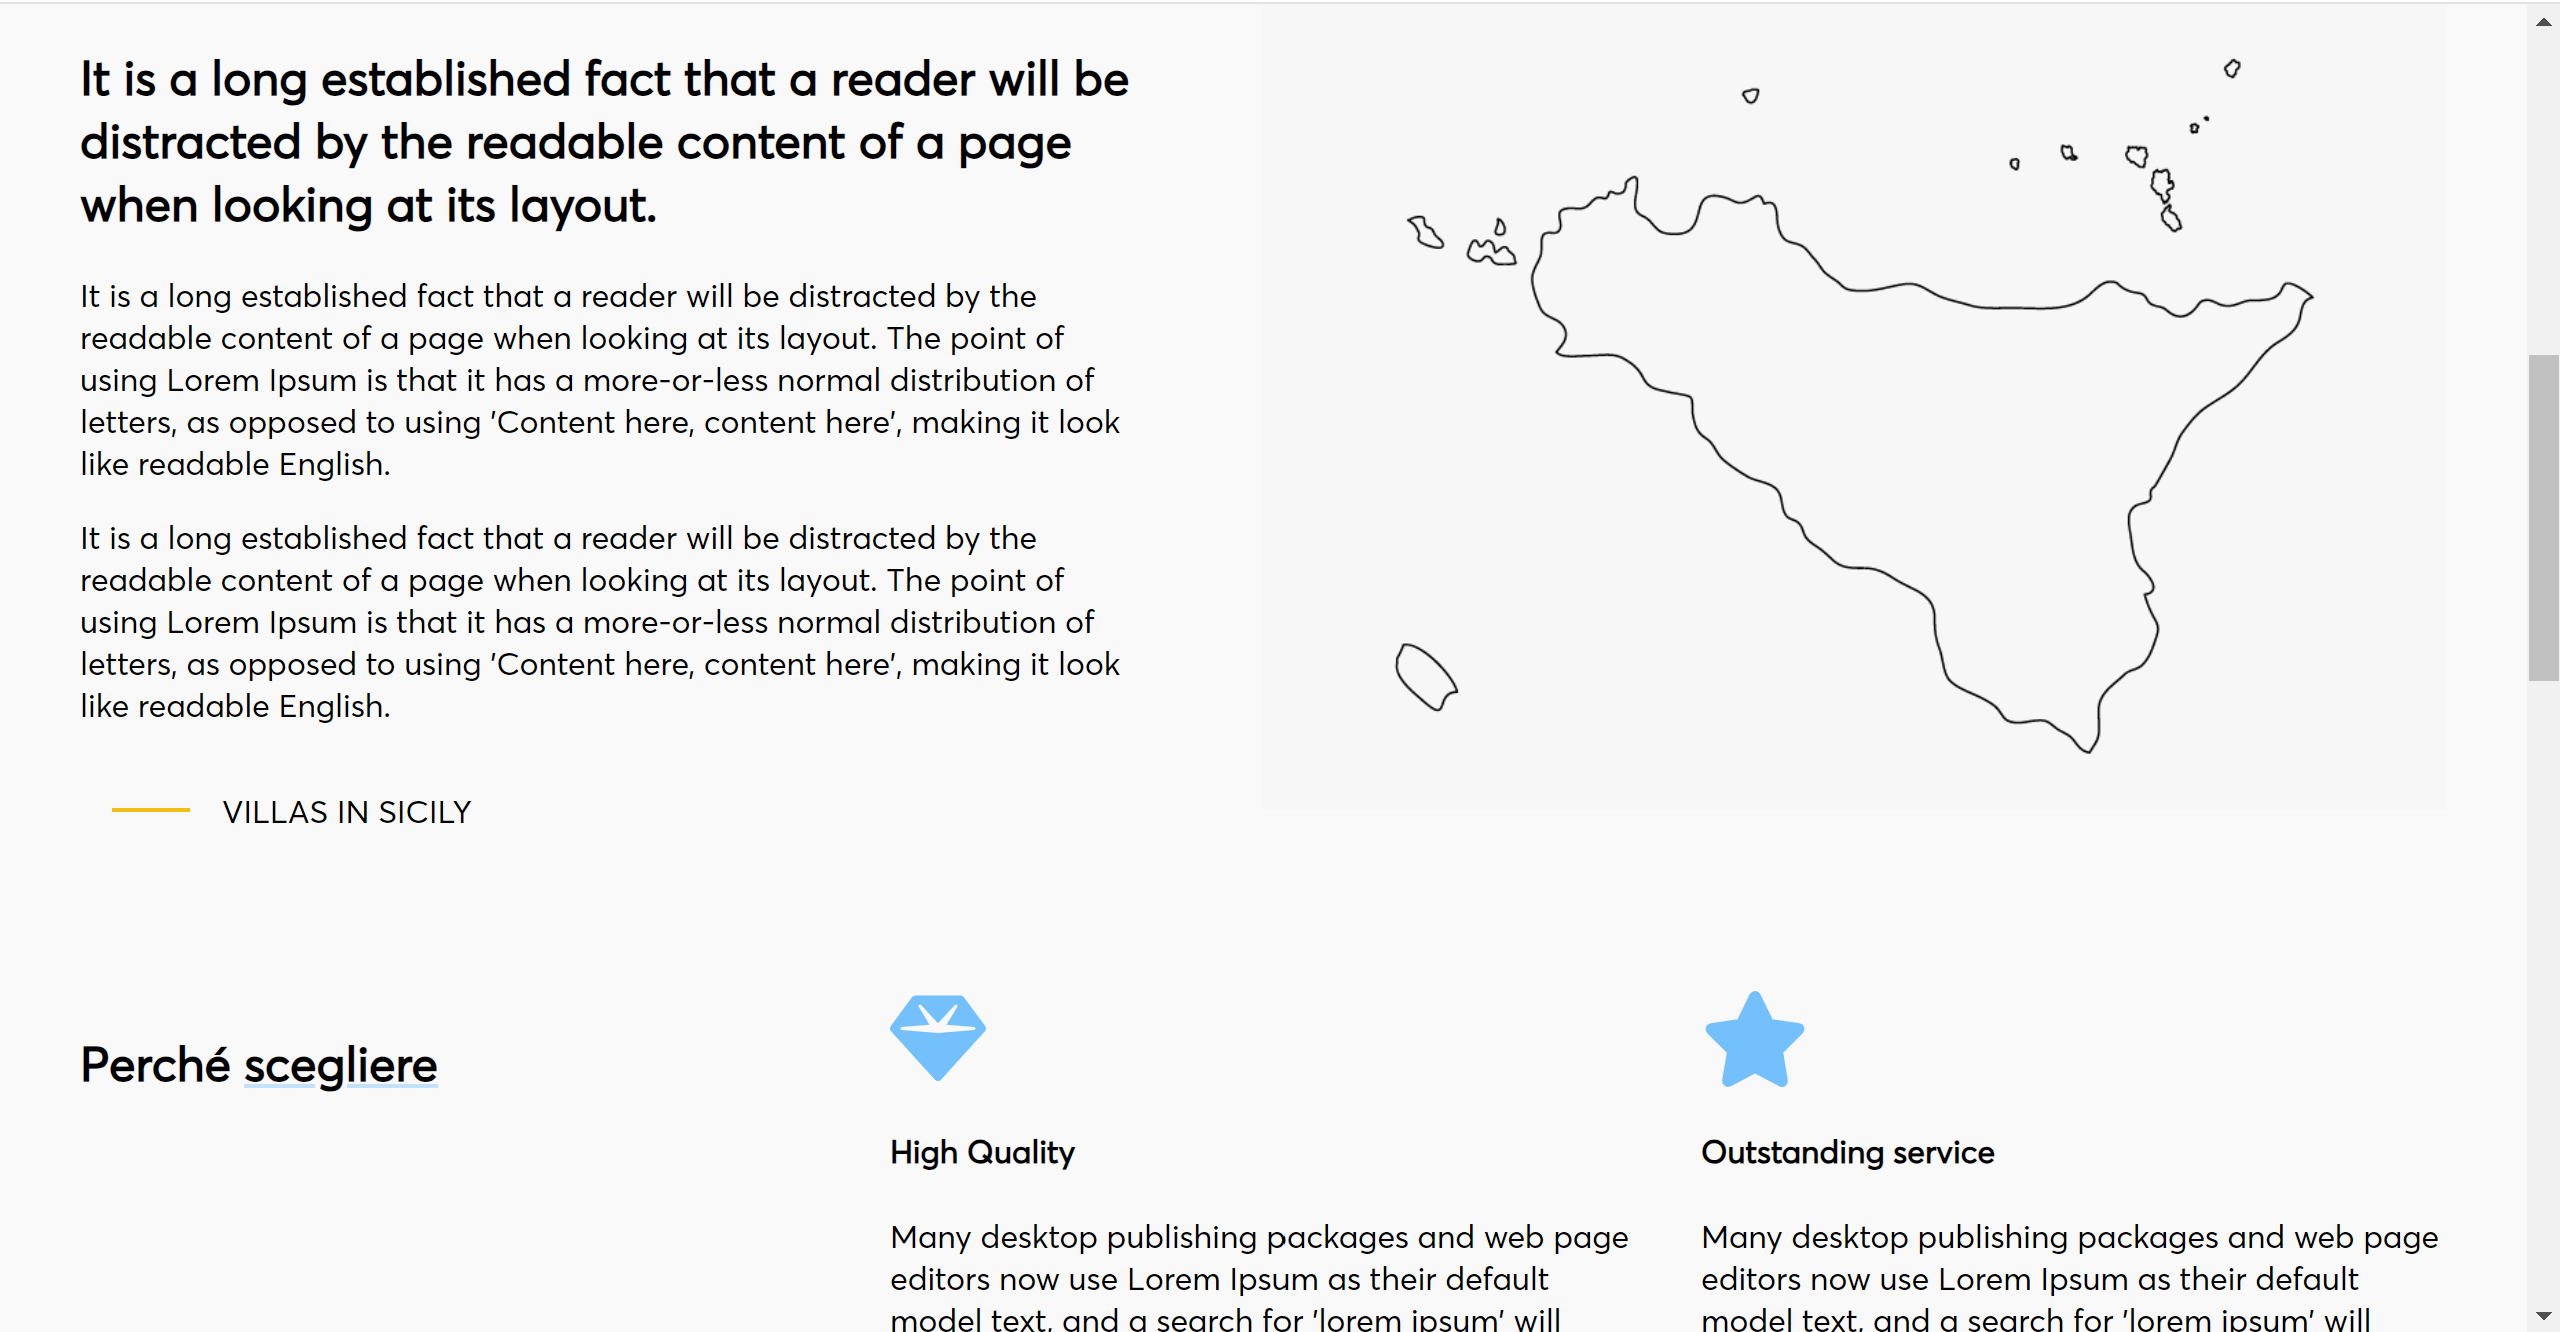 It is a long established fact that a reader will be
distracted by the readable content of a page
when looking at its layout.
It is a long established fact that a reader will be distracted by the
readable content of a page when looking at its layout. The point of
using Lorem Ipsum is that it has a more-or-less normal distribution of
letters, as opposed to using 'Content here, content here', making it look
like readable English.
It is a long established fact that a reader will be distracted by the
readable content of a page when looking at its layout. The point of
using Lorem Ipsum is that it has a more-or-less normal distribution of
letters, as opposed to using 'Content here, content here', making it look
like readable English.
VILLAS IN SICILY
Perché scegliere
High Quality
Many desktop publishing packages and web page
editors now use Lorem Ipsum as their default
model text, and a search for 'lorem ipsum' will
Outstanding service
Many desktop publishing packages and web page
editors now use Lorem Ipsum as their default
model text, and a search for 'lorem ipsum' will